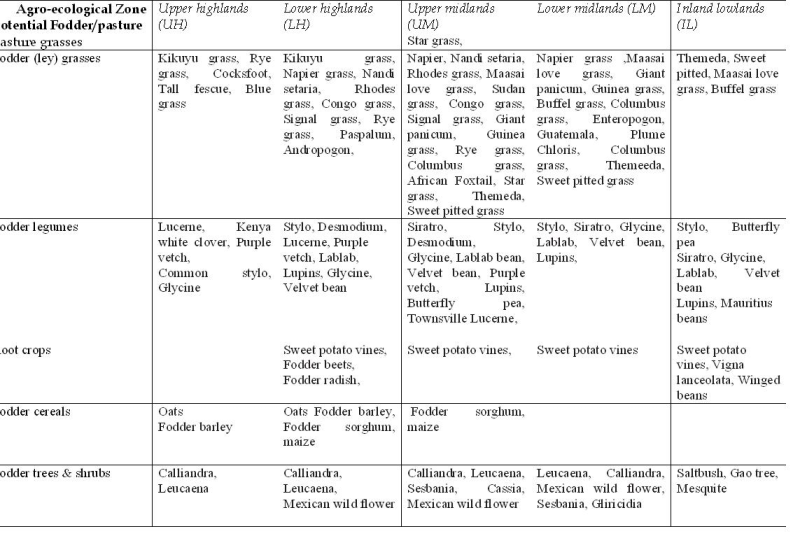 Agro-ecological Zone
otential Fodder/pasture
Upper highlands
(UH)
Lower highlands
(LH)
Upper midlands
(UM)
Lower midlands (LM)
Inland lowlands
(IL)
asture grasses
Star grass,
odder (ley) grasses
Kikuyu grass, Rye
grass, Cocksfoot,
Tall fescue, Blue
grass
Kikuyu grass,
Napier grass, Nandi
setaria, Rhodes
grass, Congo grass,
Signal grass, Rye
grass, Paspalum,
Andropogon,
Napier, Nandi setaria,
Rhodes grass, Maasai
love grass, Sudan
grass, Congo grass,
Signal grass, Giant
panicum, Guinea
grass, Rye grass,
Columbus grass,
African Foxtail, Star
grass, Themeda,
Sweet pitted grass
Napier grass ,Maasai
love grass, Giant
panicum, Guinea grass,
Buffel grass, Columbus
grass, Enteropogon,
Guatemala, Plume
Chloris, Columbus
grass, Themeeda,
Sweet pitted grass
Themeda, Sweet
pitted, Maasai love
grass, Buffel grass
odder legumes
Lucerne, Kenya
white clover, Purple
vetch,
Common stylo,
Glycine
Stylo, Desmodium,
Lucerne, Purple
vetch, Lablab,
Lupins, Glycine,
Velvet bean
Siratro, Stylo,
Desmodium,
Glycine, Lablab bean,
Velvet bean, Purple
vetch, Lupins,
Butterfly pea,
Townsville Lucerne,
Stylo, Siratro, Glycine,
Lablab, Velvet bean,
Lupins,
Stylo, Butterfly
pea
Siratro, Glycine,
Lablab, Velvet
bean
Lupins, Mauritius
beans
oot crops
Sweet potato vines,
Fodder beets,
Fodder radish,
Sweet potato vines,
Sweet potato vines
Sweet potato
vines, Vigna
lanceolata, Winged
beans
odder cereals
Oats
Fodder barley
Oats Fodder barley,
Fodder sorghum,
maize
Fodder sorghum,
maize
odder trees & shrubs
Calliandra,
Leucaena
Calliandra,
Leucaena,
Mexican wild flower
Calliandra, Leucaena,
Sesbania, Cassia,
Mexican wild flower
Leucaena, Calliandra,
Mexican wild flower,
Sesbania, Gliricidia
Saltbush, Gao tree,
Mesquite